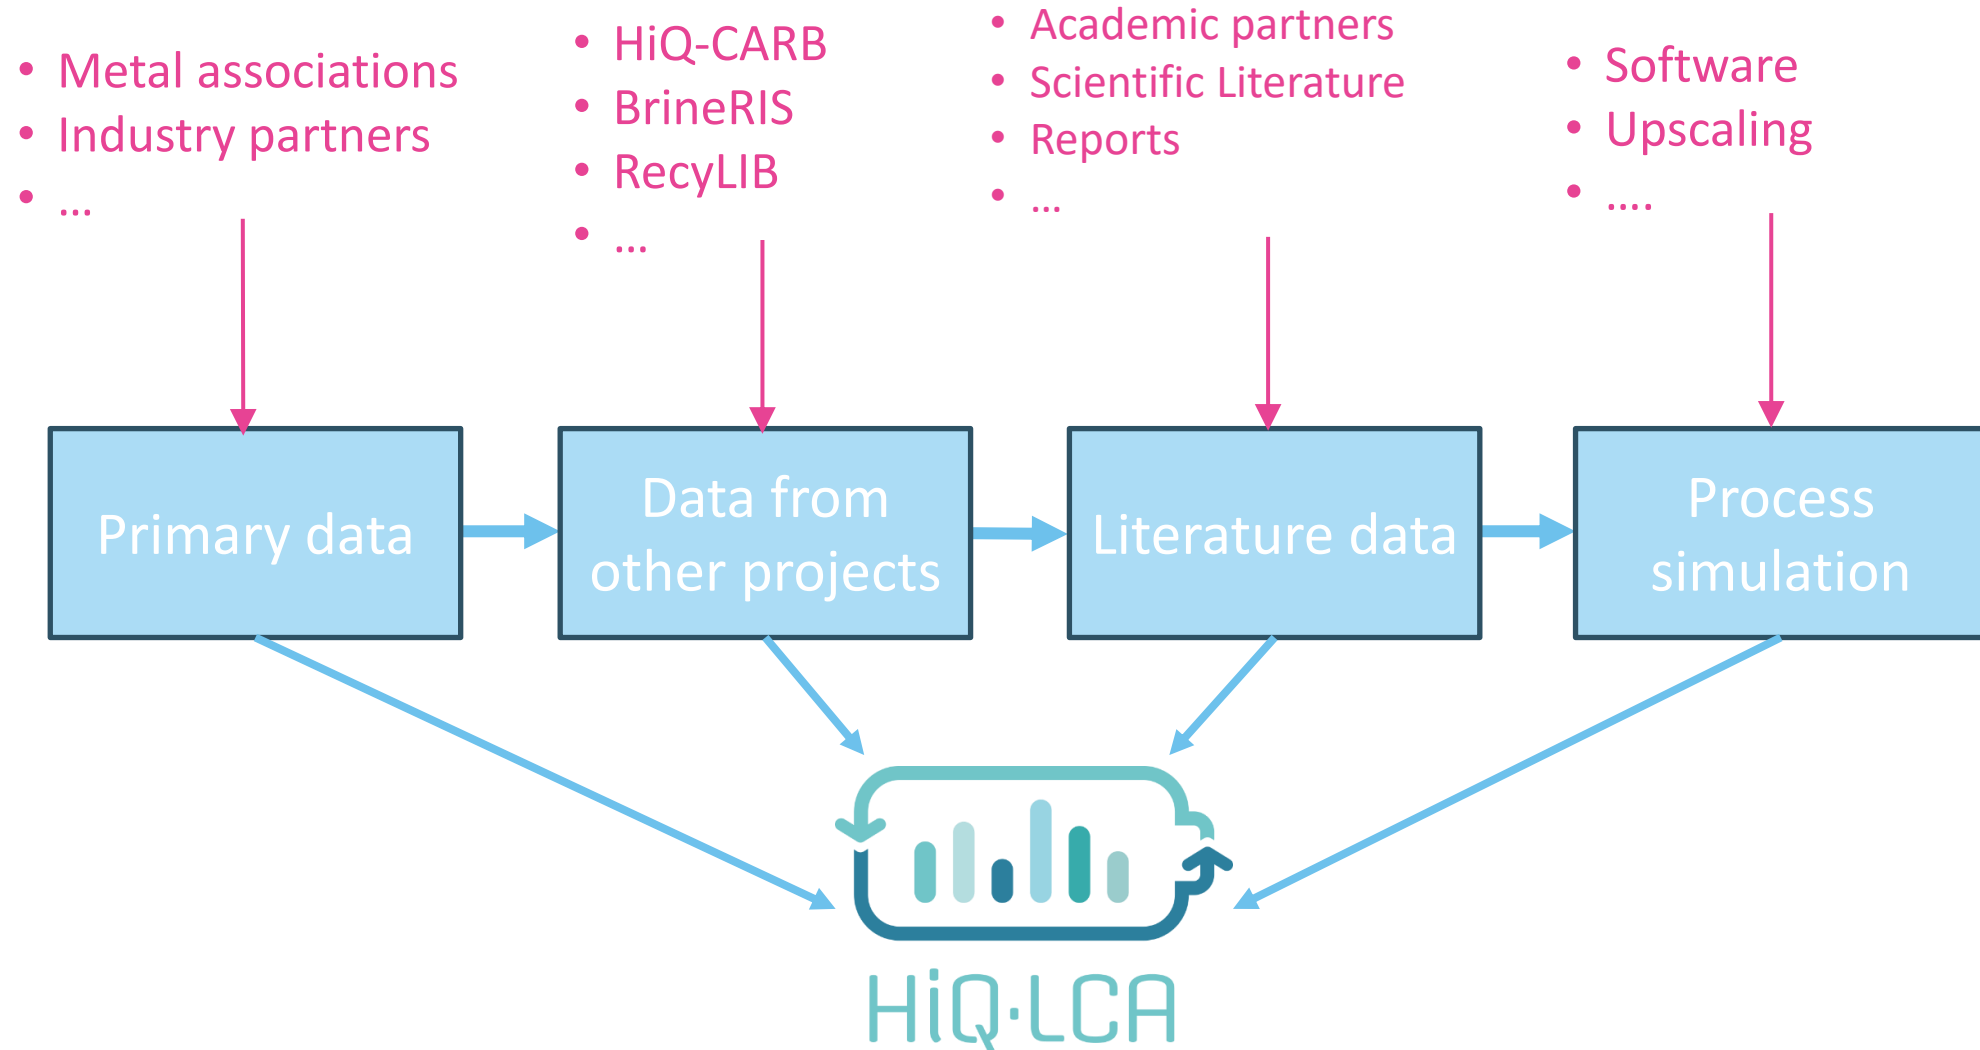 • Metal associations
• Industry partners
• ...
• HiQ-CARB
• BrineRIS
• RecyLIB
• ...
• Academic partners
• Scientific Literature
• Reports
• ...
• Software
• Upscaling
• ....
Primary data
Data from
other projects
Literature data
Process
simulation
HiQ·LCA